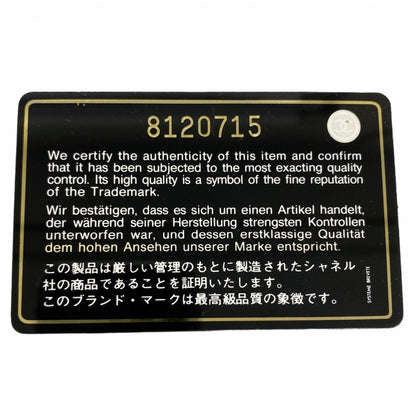 8120715
We certify the authenticity of this item and confirm
that it has been subjected to the most exacting quality
control. Its high quality is a symbol of the fine reputation
of the Trademark.
Wir bestätigen, dass es sich um einen Artikel handelt,
der während seiner Herstellung strengsten Kontrollen
unterworfen war, und dessen erstklassige Qualität
dem hohen Ansehen unserer Marke entspricht.
この製品は厳しい管理のもとに製造されたシャネル
社の商品であることを証明いたします。
このブランド・マークは最高級品質の象徴です。
SYSTEME BREVETE